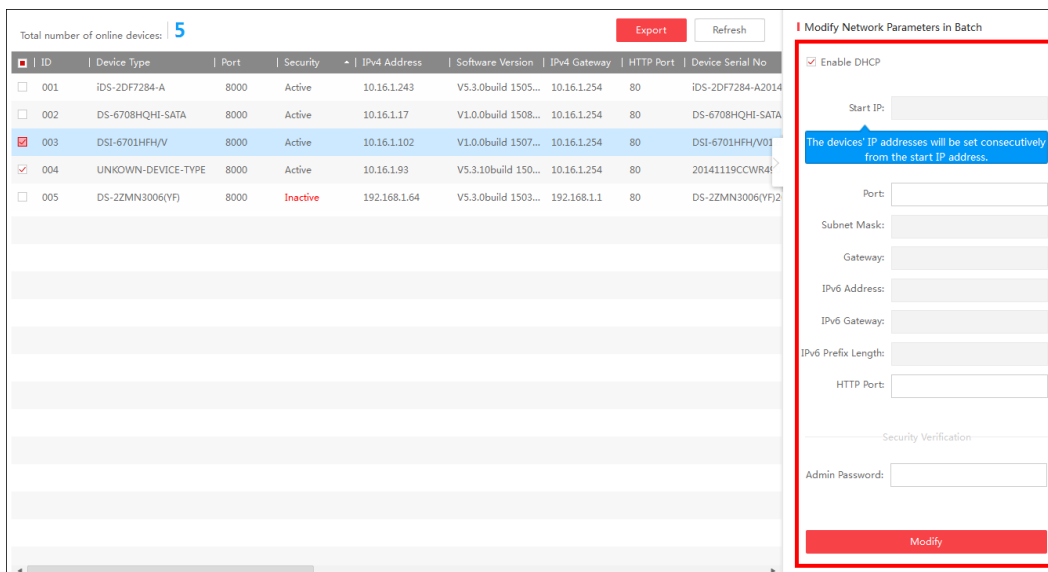 Total number of online devices: 5
Export
Refresh
ID | Device Type | Port | Security | IPv4 Address | Software Version | IPv4 Gateway | HTTP Port | Device Serial No
001 iDS-2DF7284-A 8000 Active 10.16.1.243 V5.3.0build 1505... 10.16.1.254 80 iDS-2DF7284-A2014
002 DS-6708HQHI-SATA 8000 Active 10.16.1.17 V1.0.0build 1508... 10.16.1.254 80 DS-6708HQHI-SATA
003 DSI-6701HFH/V 8000 Active 10.16.1.102 V1.0.0build 1507... 10.16.1.254 80 DSI-6701HFH/V01
004 UNKOWN-DEVICE-TYPE 8000 Active 10.16.1.93 V5.3.10build 150... 10.16.1.254 80 20141119CCWR49
005 DS-2ZMN3006(YF) 8000 Inactive 192.168.1.64 V5.3.0build 1503... 192.168.1.1 80 DS-2ZMN3006(YF)2
Modify Network Parameters in Batch
Enable DHCP
Start IP:
The devices' IP addresses will be set consecutively
from the start IP address.
Port:
Subnet Mask:
Gateway:
IPv6 Address:
IPv6 Gateway:
IPv6 Prefix Length:
HTTP Port:
Security Verification
Admin Password:
Modify